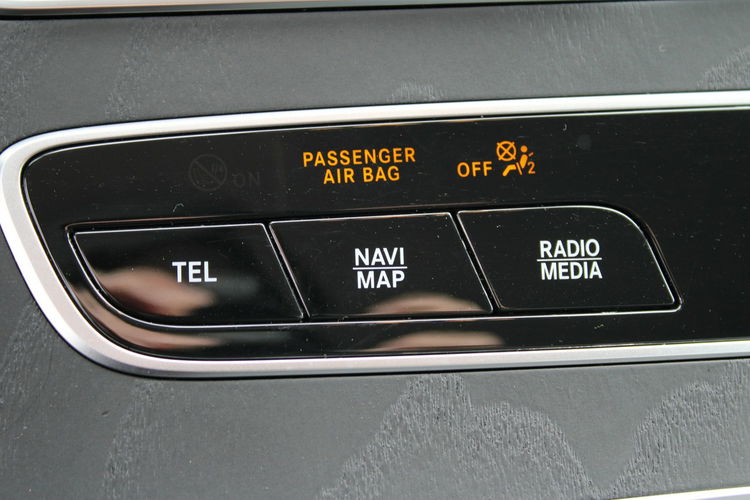 ON
PASSENGER
AIR BAG
OFF 2
TEL
NAVI
MAP
RADIO
MEDIA